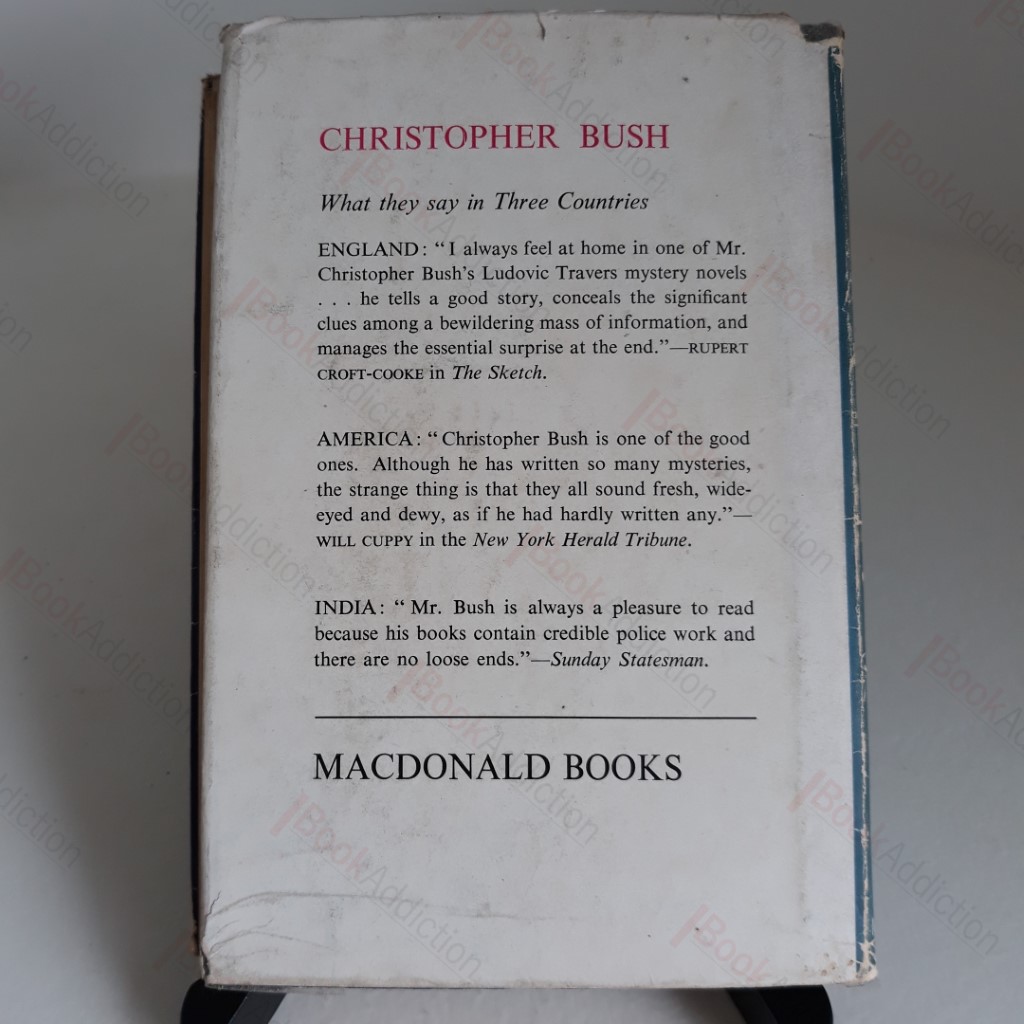 CHRISTOPHER BUSH
What they say in Three Countries
ENGLAND: “I always feel at home in one of Mr.
Christopher Bush’s Ludovic Travers mystery novels
. . . he tells a good story, conceals the significant
clues among a bewildering mass of information, and
manages the essential surprise at the end.”—RUPERT
CROFT-COOKE in The Sketch.
AMERICA: “Christopher Bush is one of the good
ones. Although he has written so many mysteries,
the strange thing is that they all sound fresh, wide-
eyed and dewy, as if he had hardly written any.”—
WILL CUPPY in the New York Herald Tribune.
INDIA: “Mr. Bush is always a pleasure to read
because his books contain credible police work and
there are no loose ends.”—Sunday Statesman.
MACDONALD BOOKS
BookAddiction